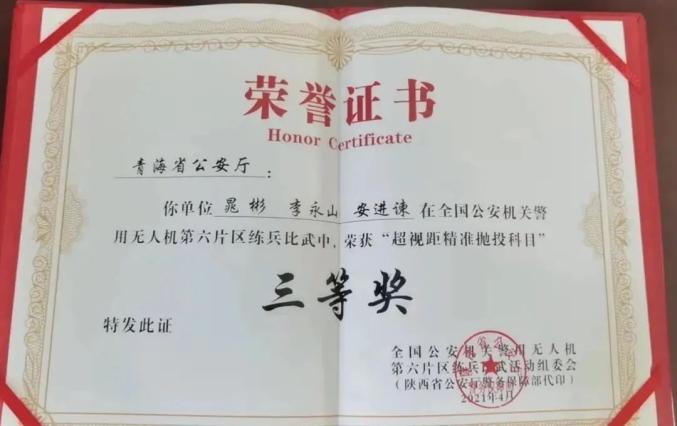 荣誉证书
Honor Certificate
青海省公安厅：
你单位 晁彬 李永山 安进谏 在全国公安机关警
用无人机第六片区练兵比武中，荣获“超视距精准抛投科目”
三等奖
特发此证
全国公安机关警用无人机
第六片区练兵比武活动组委会
（陕西省公安厅警务保障部代印）
2021年4月